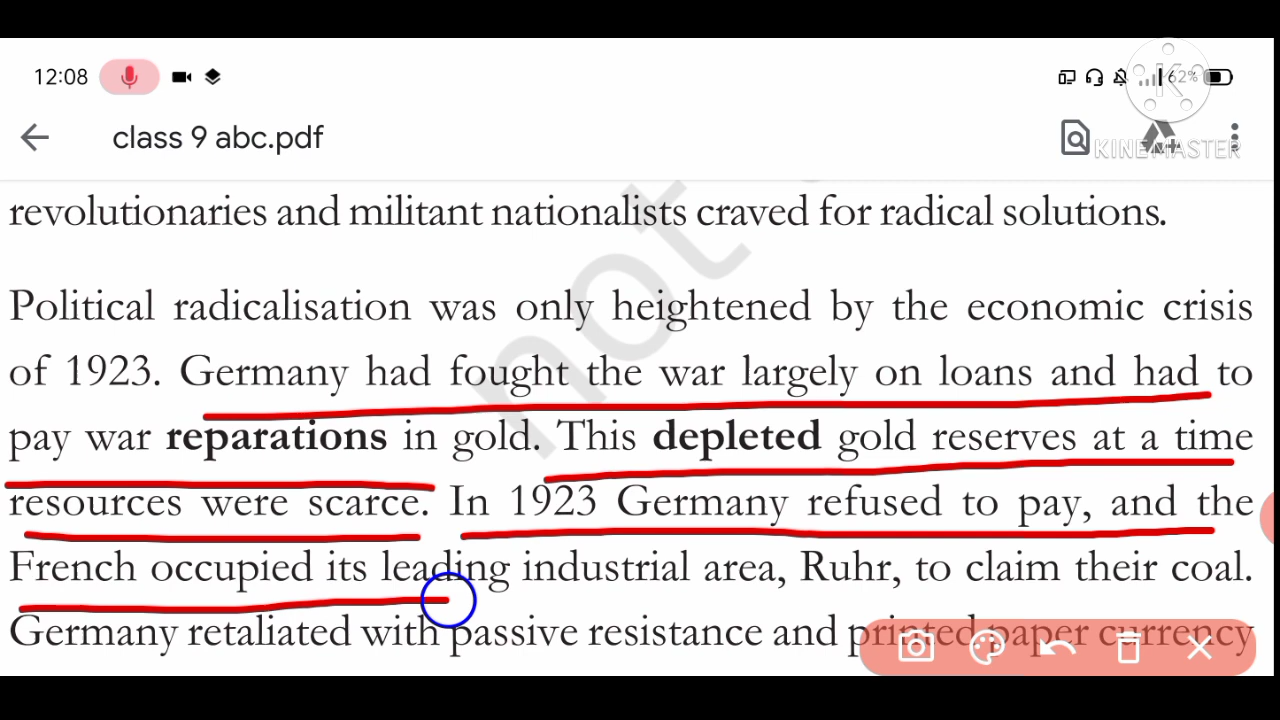 12:08
62%
class 9 abc.pdf
KINEMASTER
revolutionaries and militant nationalists craved for radical solutions.
not
Political radicalisation was only heightened by the economic crisis
of 1923. Germany had fought the war largely on loans and had to
pay war reparations in gold. This depleted gold reserves at a time
resources were scarce. In 1923 Germany refused to pay, and the
French occupied its leading industrial area, Ruhr, to claim their coal.
Germany retaliated with passive resistance and printed paper currency